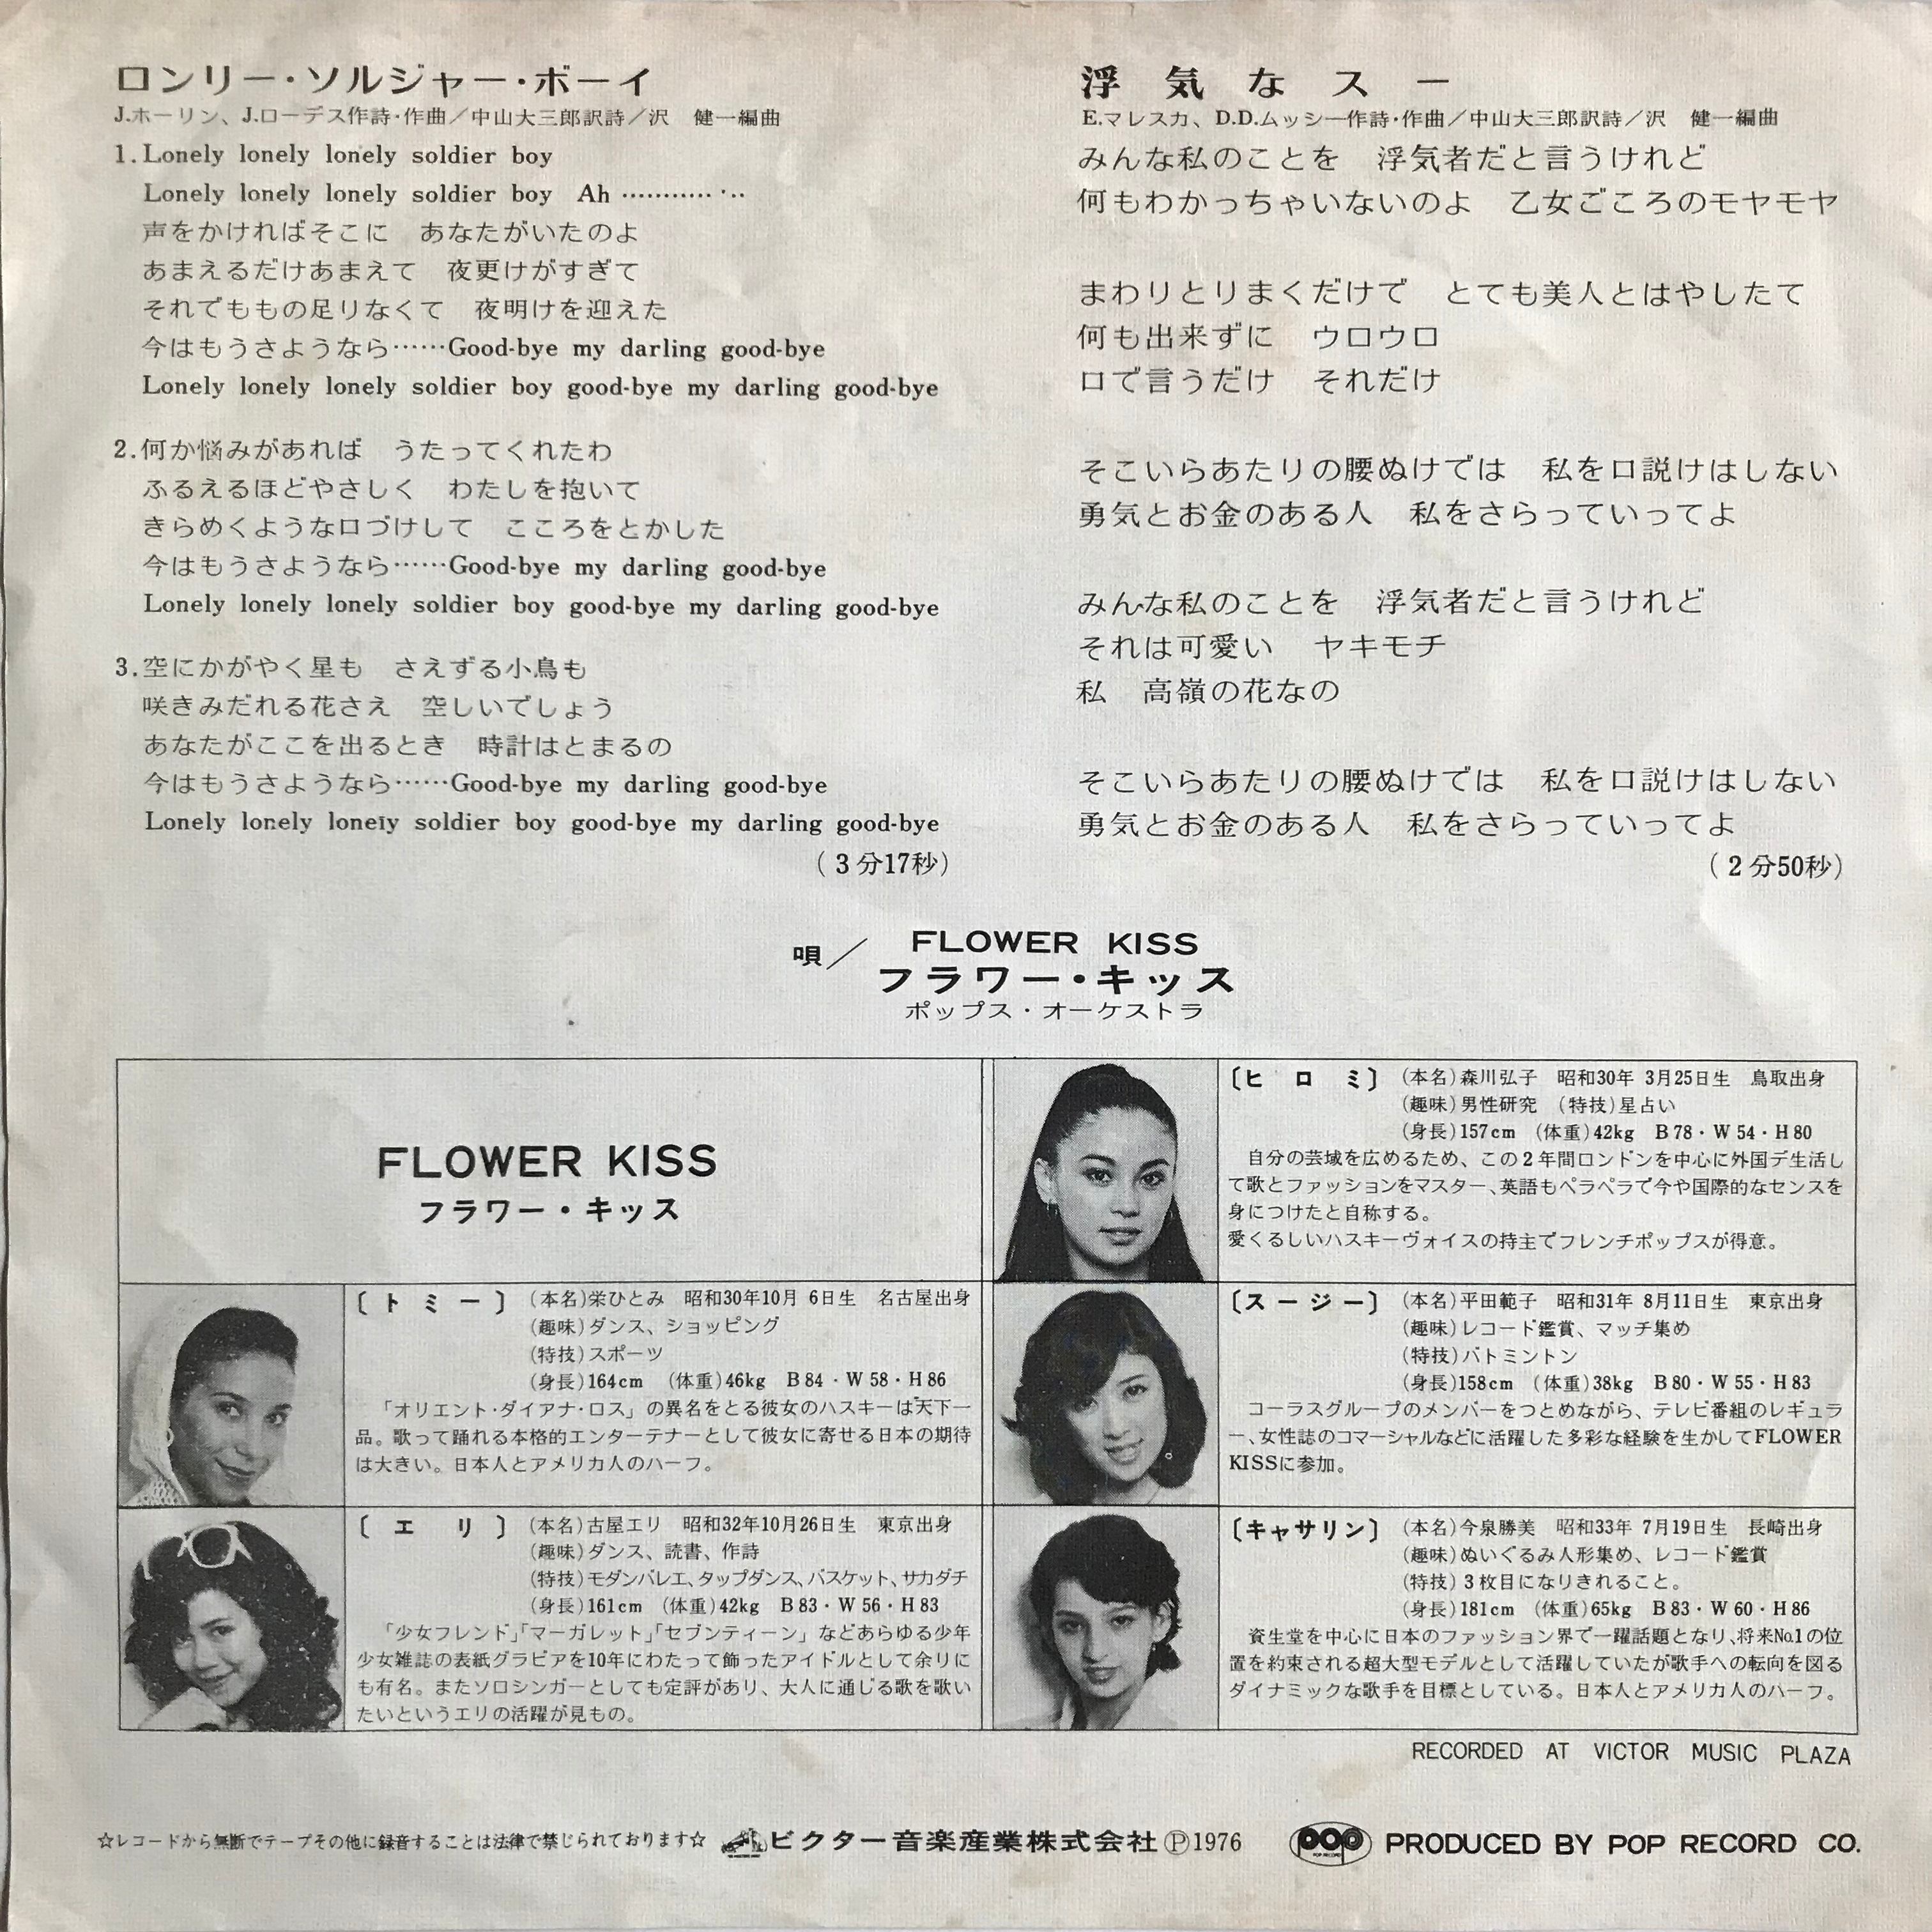 ロンリー・ソルジャー・ボーイ
J.ホーリン、J.ローデス作詩・作曲／中山大三郎訳詩／沢　健一編曲
1. Lonely lonely lonely soldier boy
Lonely lonely lonely soldier boy Ah …………‥
声をかければそこに　あなたがいたのよ
あまえるだけあまえて　夜更けがすぎて
それでももの足りなくて　夜明けを迎えた
今はもうさようなら……Good-bye my darling good-bye
Lonely lonely lonely soldier boy good-bye my darling good-bye
2. 何か悩みがあれば　うたってくれたわ
ふるえるほどやさしく　わたしを抱いて
きらめくような口づけして　こころをとかした
今はもうさようなら……Good-bye my darling good-bye
Lonely lonely lonely soldier boy good-bye my darling good-bye
3. 空にかがやく星も　さえずる小鳥も
咲きみだれる花さえ　空しいでしょう
あなたがここを出るとき　時計はとまるの
今はもうさようなら……Good-bye my darling good-bye
Lonely lonely lonely soldier boy good-bye my darling good-bye
（3分17秒）
浮気なスー
E.マレスカ、D.D.ムッシー作詩・作曲／中山大三郎訳詩／沢　健一編曲
みんな私のことを　浮気者だと言うけれど
何もわかっちゃいないのよ　乙女ごころのモヤモヤ
まわりとりまくだけで　とても美人とはやしたて
何も出来ずに　ウロウロ
口で言うだけ　それだけ
そこいらあたりの腰ぬけでは　私を口説けはしない
勇気とお金のある人　私をさらっていってよ
みんな私のことを　浮気者だと言うけれど
それは可愛い　ヤキモチ
私　高嶺の花なの
そこいらあたりの腰ぬけでは　私を口説けはしない
勇気とお金のある人　私をさらっていってよ
（2分50秒）
唄／ FLOWER KISS
フラワー・キッス
ポップス・オーケストラ
FLOWER KISS
フラワー・キッス
〔ヒロミ〕（本名）森川弘子　昭和30年 3月25日生　鳥取出身
（趣味）男性研究　（特技）星占い
（身長）157cm　（体重）42kg　B78・W54・H80
自分の芸域を広めるため、この2年間ロンドンを中心に外国デ生活し
て歌とファッションをマスター、英語もペラペラで今や国際的なセンスを
身につけたと自称する。
愛くるしいハスキーヴォイスの持主でフレンチポップスが得意。
〔トミー〕（本名）栄ひとみ　昭和30年10月 6日生　名古屋出身
（趣味）ダンス、ショッピング
（特技）スポーツ
（身長）164cm　（体重）46kg　B84・W58・H86
「オリエント・ダイアナ・ロス」の異名をとる彼女のハスキーは天下一
品。歌って踊れる本格的エンターテナーとして彼女に寄せる日本の期待
は大きい。日本人とアメリカ人のハーフ。
〔スージー〕（本名）平田範子　昭和31年 8月11日生　東京出身
（趣味）レコード鑑賞、マッチ集め
（特技）バトミントン
（身長）158cm　（体重）38kg　B80・W55・H83
コーラスグループのメンバーをつとめながら、テレビ番組のレギュラ
ー、女性誌のコマーシャルなどに活躍した多彩な経験を生かしてFLOWER
KISSに参加。
〔エリ〕（本名）古屋エリ　昭和32年10月26日生　東京出身
（趣味）ダンス、読書、作詩
（特技）モダンバレエ、タップダンス、バスケット、サカダチ
（身長）161cm　（体重）42kg　B83・W56・H83
「少女フレンド」「マーガレット」「セブンティーン」などあらゆる少年
少女雑誌の表紙グラビアを10年にわたって飾ったアイドルとして余りに
も有名。またソロシンガーとしても定評があり、大人に通じる歌を歌い
たいというエリの活躍が見もの。
〔キャサリン〕（本名）今泉勝美　昭和33年 7月19日生　長崎出身
（趣味）ぬいぐるみ人形集め、レコード鑑賞
（特技）3枚目になりきれること。
（身長）181cm　（体重）65kg　B83・W60・H86
資生堂を中心に日本のファッション界で一躍話題となり、将来No.1の位
置を約束される超大型モデルとして活躍していたが歌手への転向を図る
ダイナミックな歌手を目標としている。日本人とアメリカ人のハーフ。
RECORDED AT VICTOR MUSIC PLAZA
☆レコードから無断でテープその他に録音することは法律で禁じられております☆ ビクター音楽産業株式会社 Ⓟ1976 POP POP RECORD PRODUCED BY POP RECORD CO.